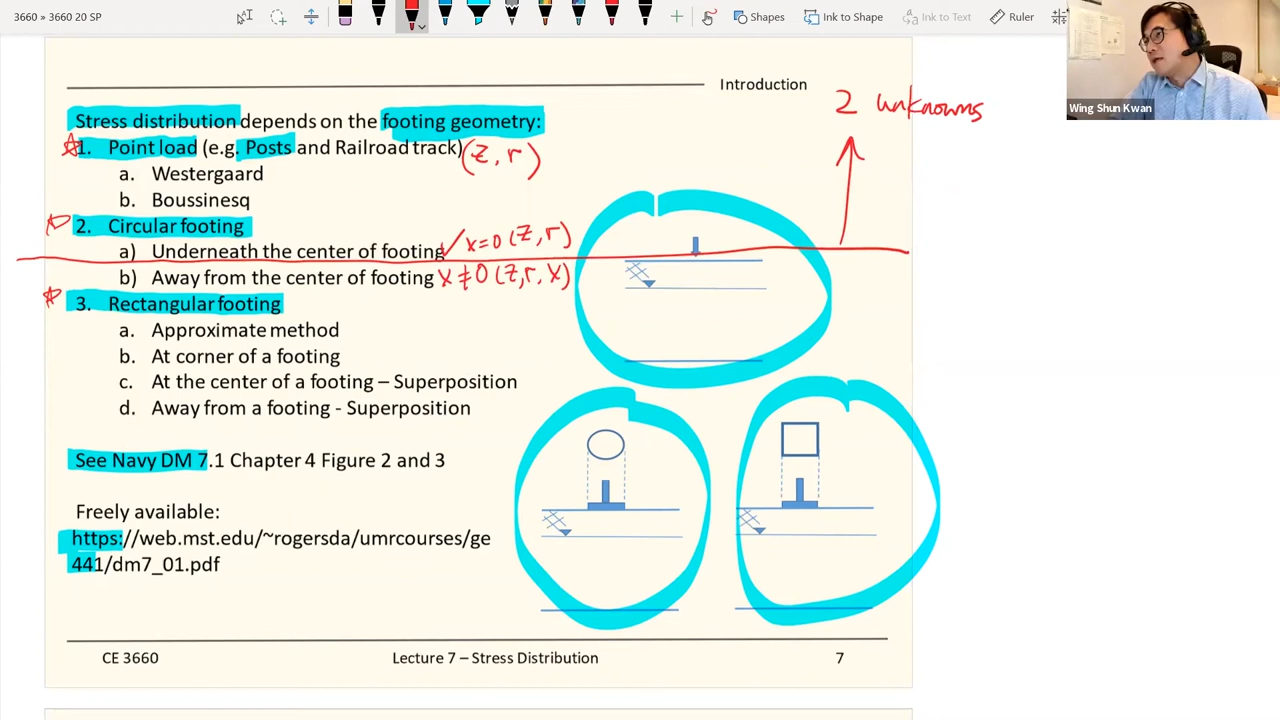 3660 » 3660 20 SP
Shapes
Ink to Shape
Ink to Text
Ruler
Wing Shun Kwan
Introduction
2 unknowns
Stress distribution depends on the footing geometry:
1. Point load (e.g. Posts and Railroad track) (z, r)
a. Westergaard
b. Boussinesq
2. Circular footing
a) Underneath the center of footing ✓ x=0 (z, r)
b) Away from the center of footing x≠0 (z, r, x)
3. Rectangular footing
a. Approximate method
b. At corner of a footing
c. At the center of a footing – Superposition
d. Away from a footing - Superposition
See Navy DM 7.1 Chapter 4 Figure 2 and 3
Freely available:
https://web.mst.edu/~rogersda/umrcourses/ge
441/dm7_01.pdf
CE 3660
Lecture 7 – Stress Distribution
7